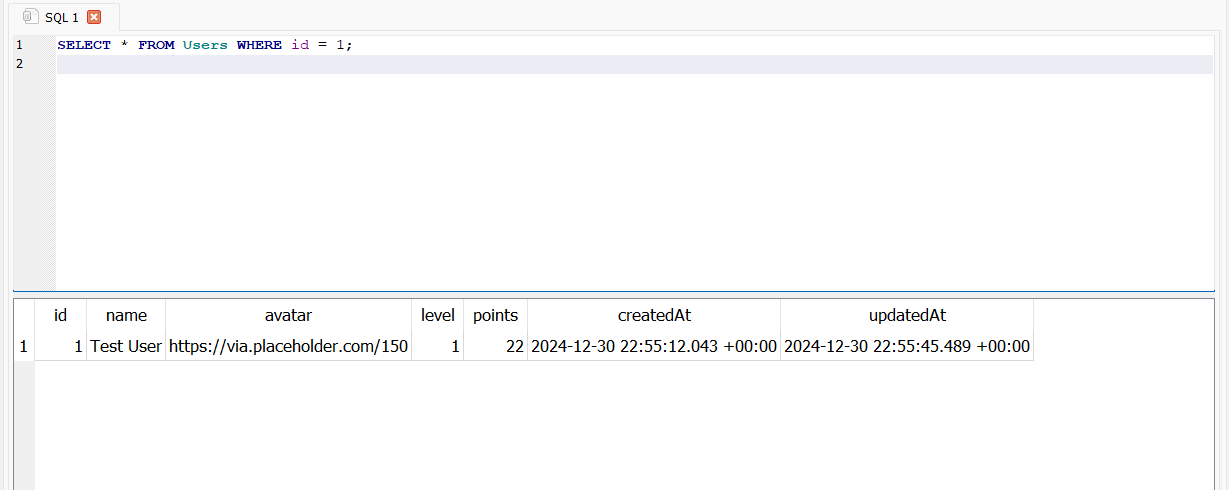 SQL 1
1 SELECT * FROM Users WHERE id = 1;
2
id name avatar level points createdAt updatedAt
1 1 Test User https://via.placeholder.com/150 1 22 2024-12-30 22:55:12.043 +00:00 2024-12-30 22:55:45.489 +00:00